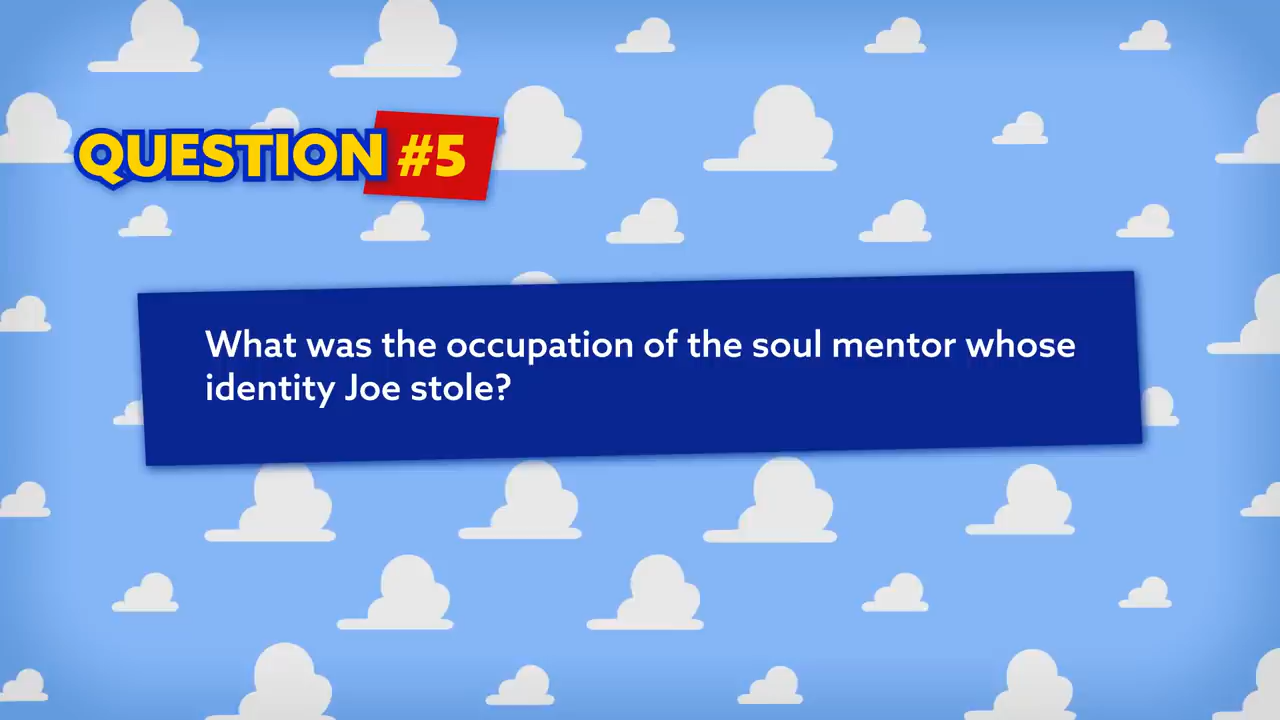 QUESTION #5
What was the occupation of the soul mentor whose
identity Joe stole?